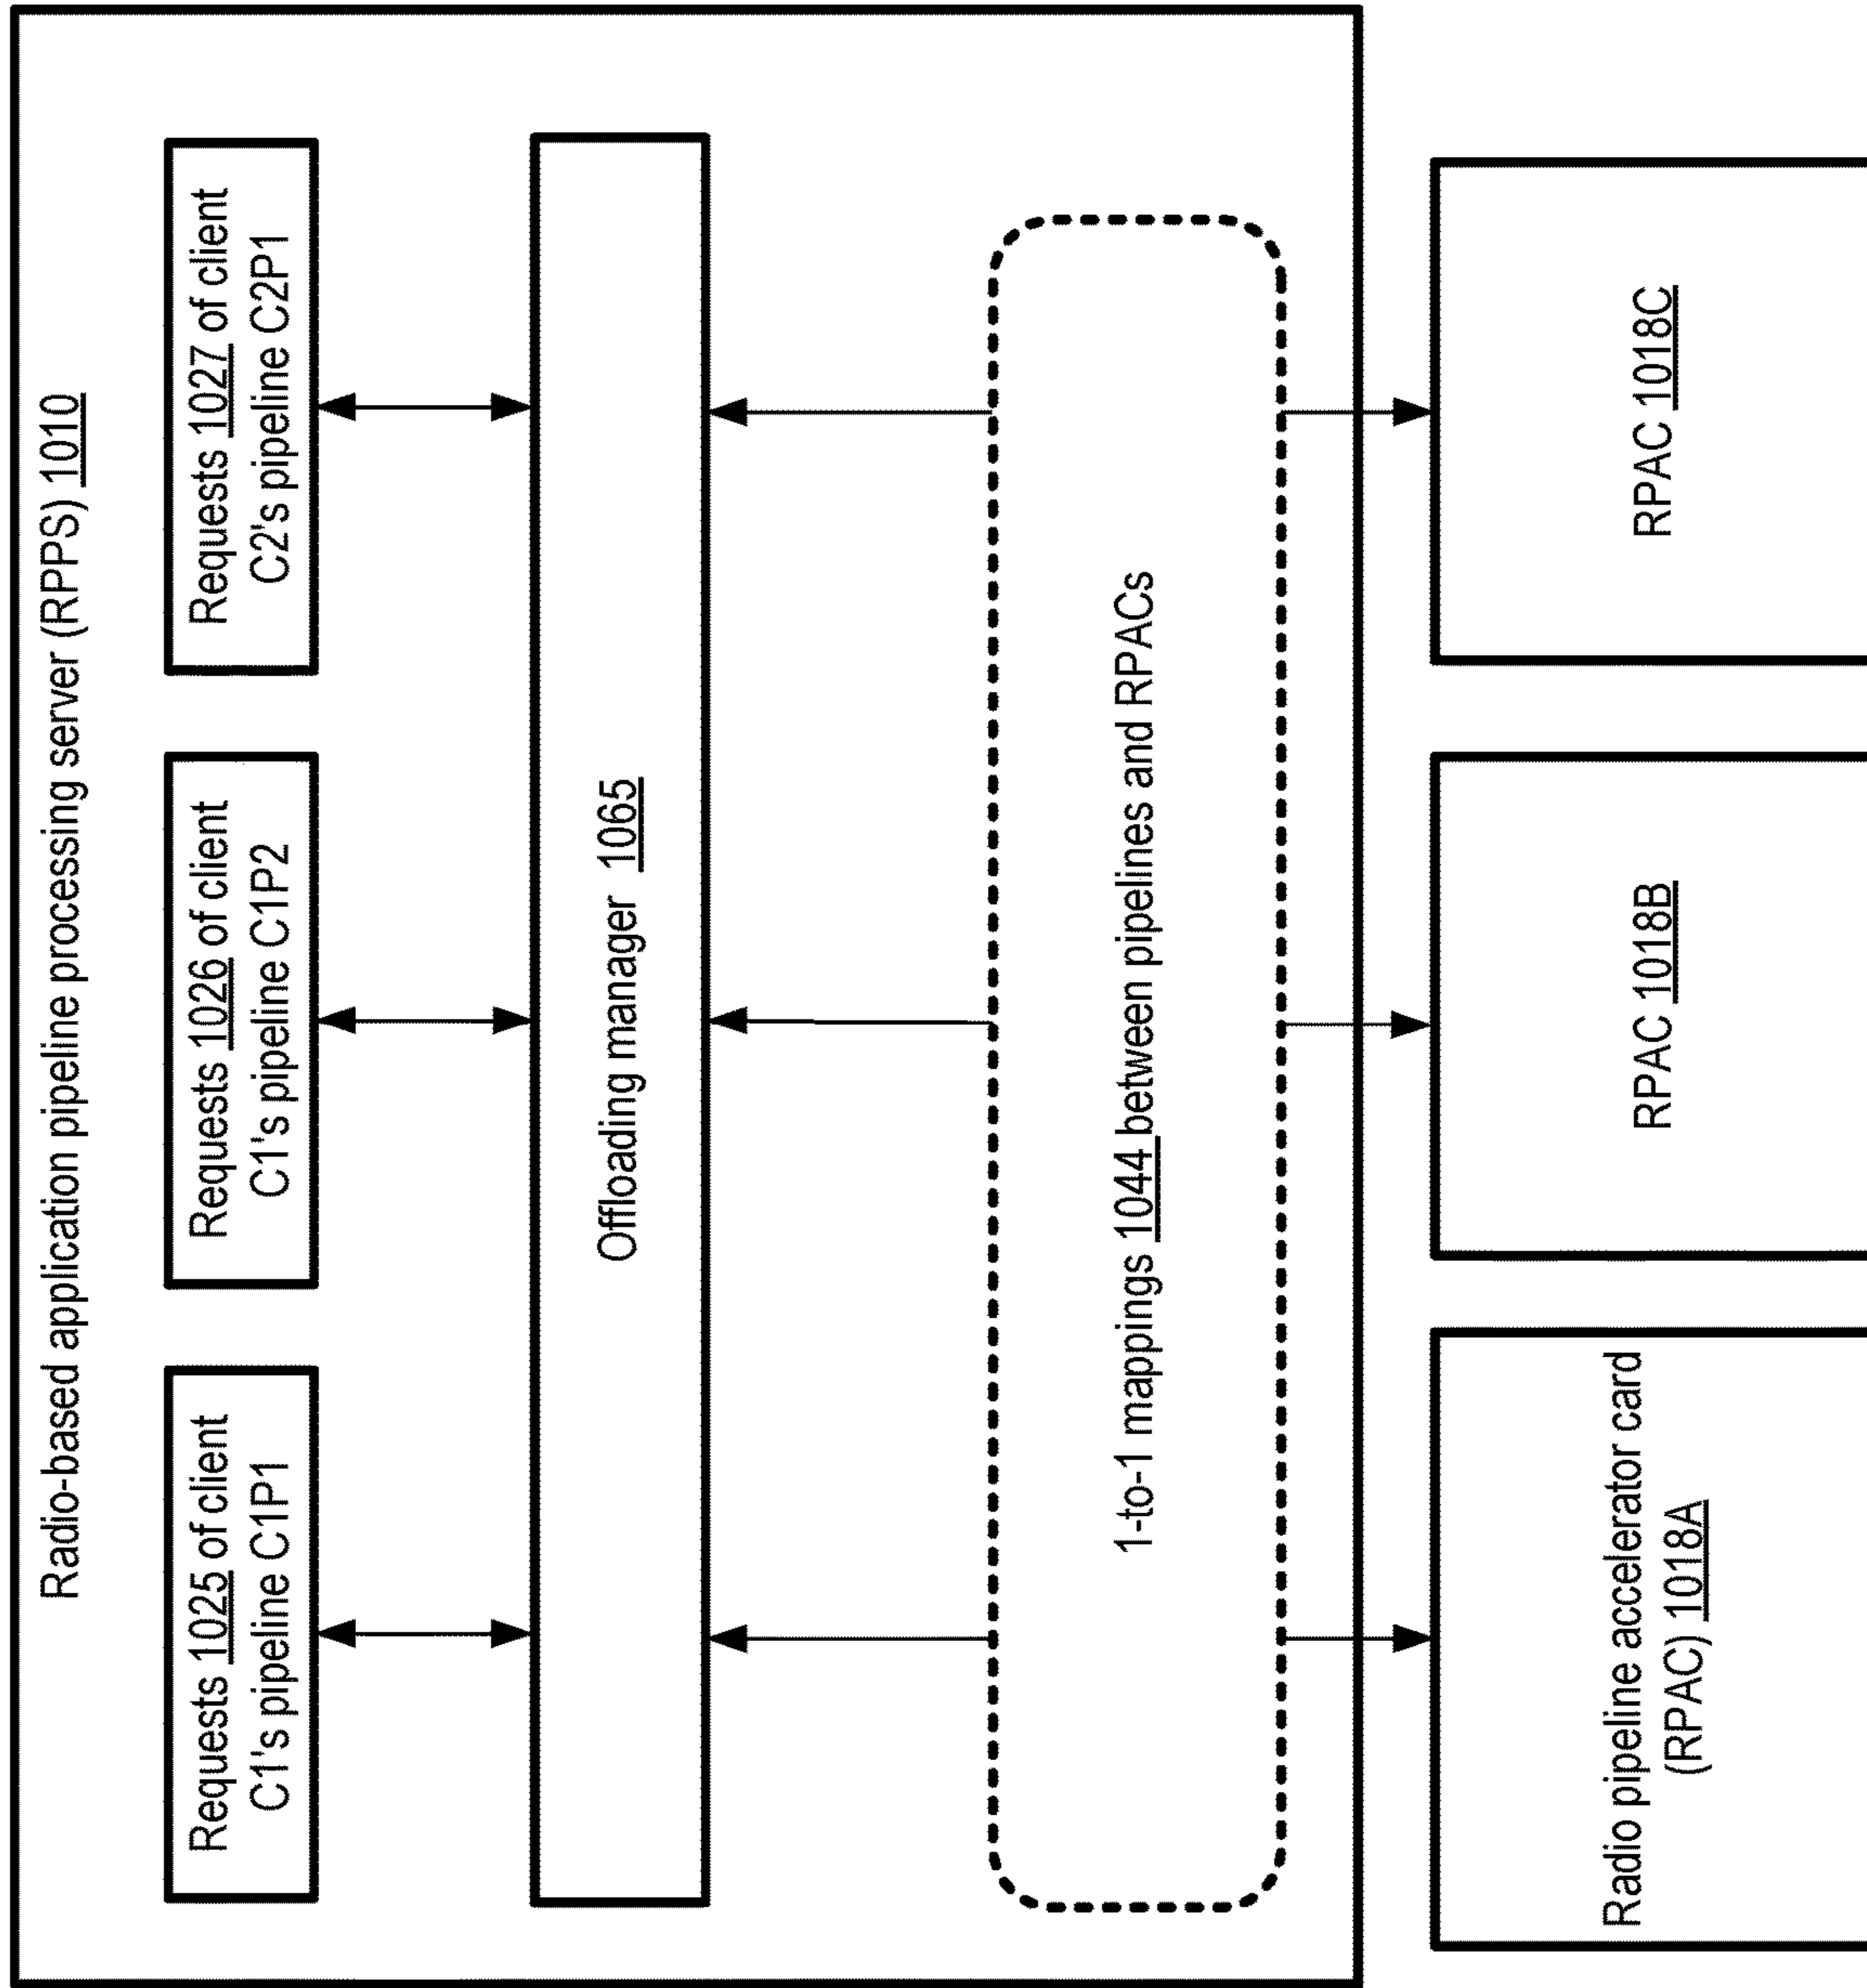 Radio-based application pipeline processing server (RPPS) 1010
Requests 1025 of client
C1's pipeline C1P1
Requests 1026 of client
C1's pipeline C1P2
Requests 1027 of client
C2's pipeline C2P1
Offloading manager 1065
1-to-1 mappings 1044 between pipelines and RPACs
Radio pipeline accelerator card
(RPAC) 1018A
RPAC 1018B
RPAC 1018C